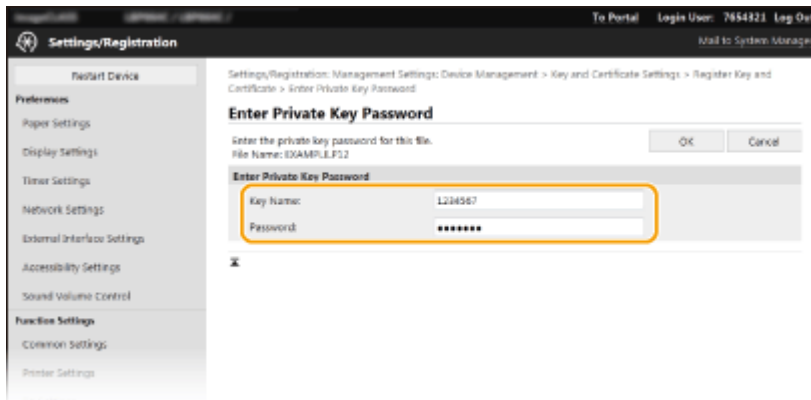 To Portal Login User: 7654321 Log Ou
Settings/Registration
Mail to System Manage
Restart Device
Preferences
Paper Settings
Display Settings
Timer Settings
Network Settings
External Interface Settings
Accessibility Settings
Sound Volume Control
Function Settings
Common Settings
Printer Settings
Settings/Registration: Management Settings: Device Management > Key and Certificate Settings > Register Key and
Certificate > Enter Private Key Password
Enter Private Key Password
Enter the private key password for this file.
File Name: EXAMPLE.P12
OK Cancel
Enter Private Key Password
Key Name: 1234567
Password: •••••••